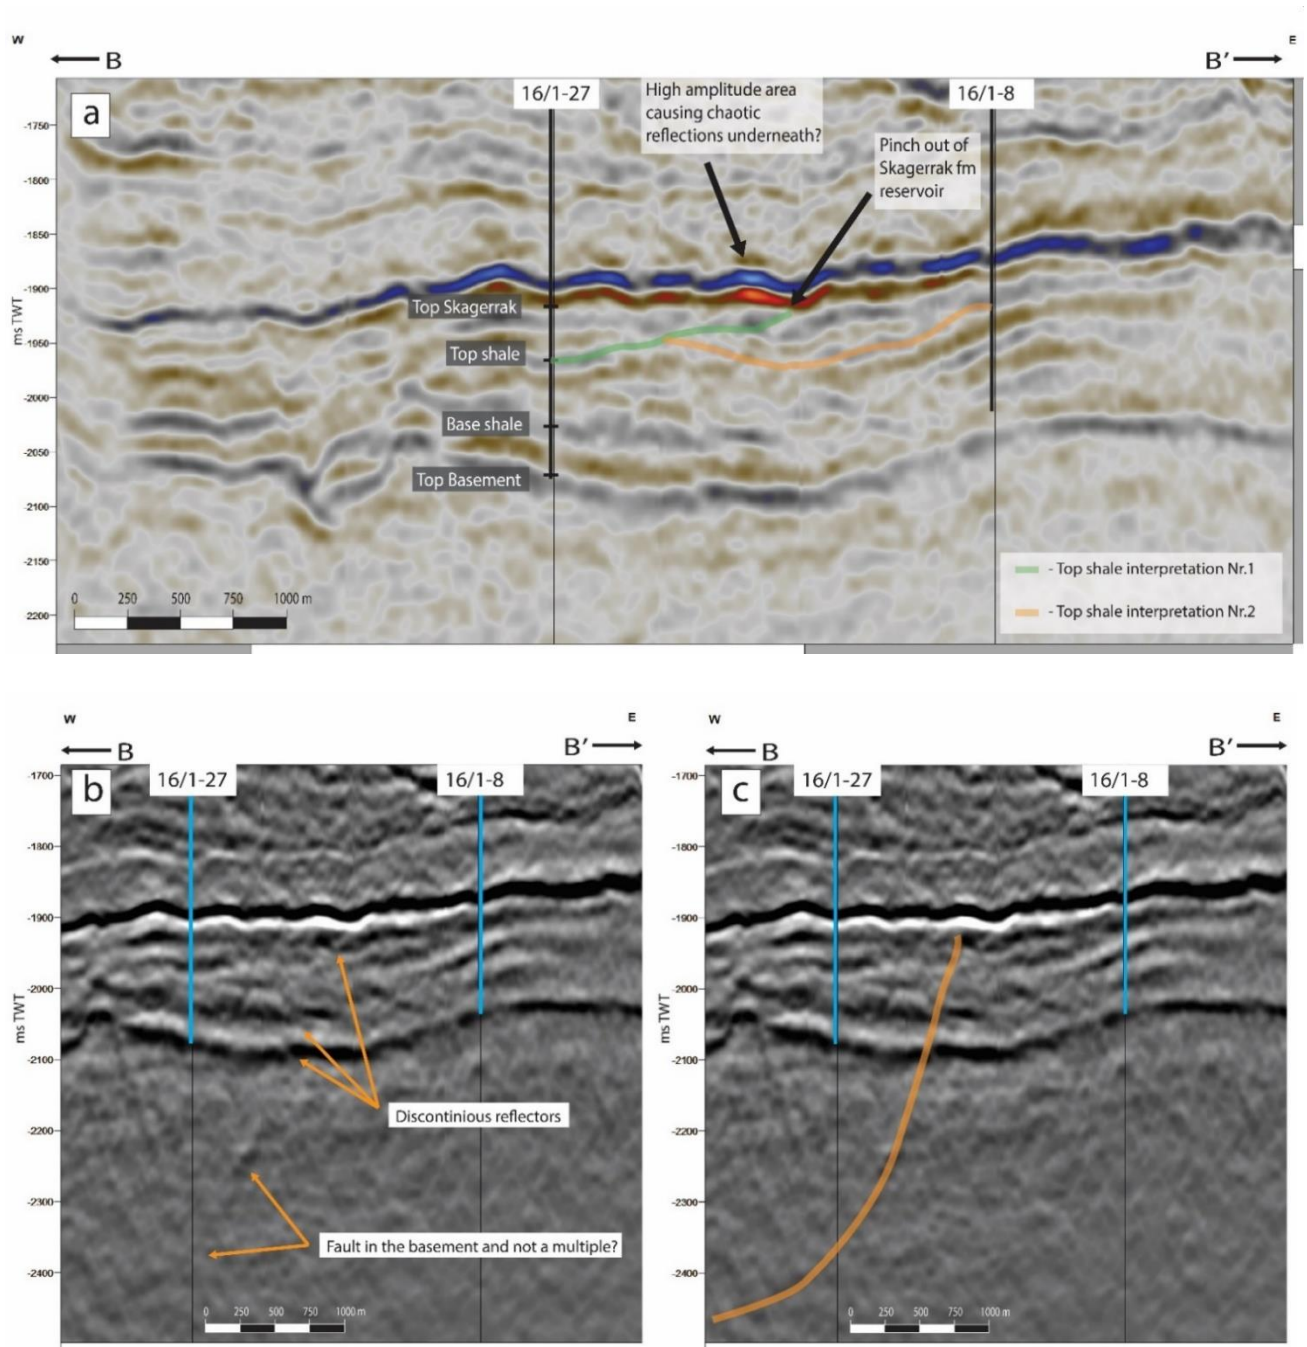 W
E
B
B'
a
16/1-27
16/1-8
High amplitude area
causing chaotic
reflections underneath?
Pinch out of
Skagerrak fm
reservoir
-1750
-1800
-1850
-1900
-1950
-2000
-2050
-2100
-2150
-2200
ms TWT
Top Skagerrak
Top shale
Base shale
Top Basement
0 250 500 750 1000 m
- Top shale interpretation Nr.1
- Top shale interpretation Nr.2
W
E
B
B'
b
16/1-27
16/1-8
-1700
-1800
-1900
-2000
-2100
-2200
-2300
-2400
ms TWT
Discontinious reflectors
Fault in the basement and not a multiple?
0 250 500 750 1000 m
W
E
B
B'
c
16/1-27
16/1-8
-1700
-1800
-1900
-2000
-2100
-2200
-2300
-2400
ms TWT
0 250 500 750 1000 m